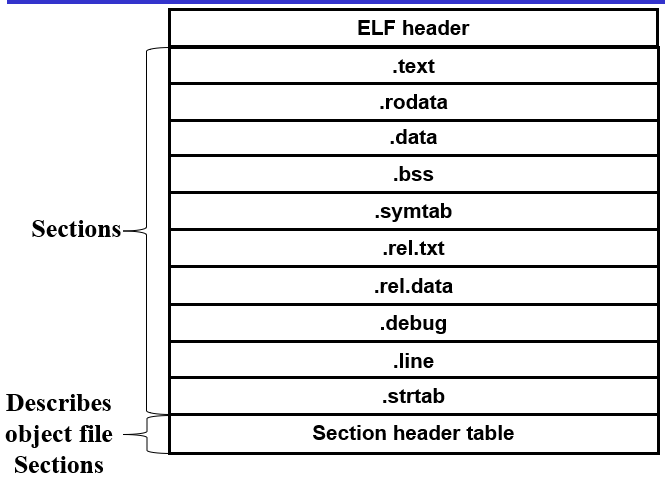 ELF header
.text
.rodata
.data
.bss
.symtab
.rel.txt
.rel.data
.debug
.line
.strtab
Section header table
Sections
Describes
object file
Sections